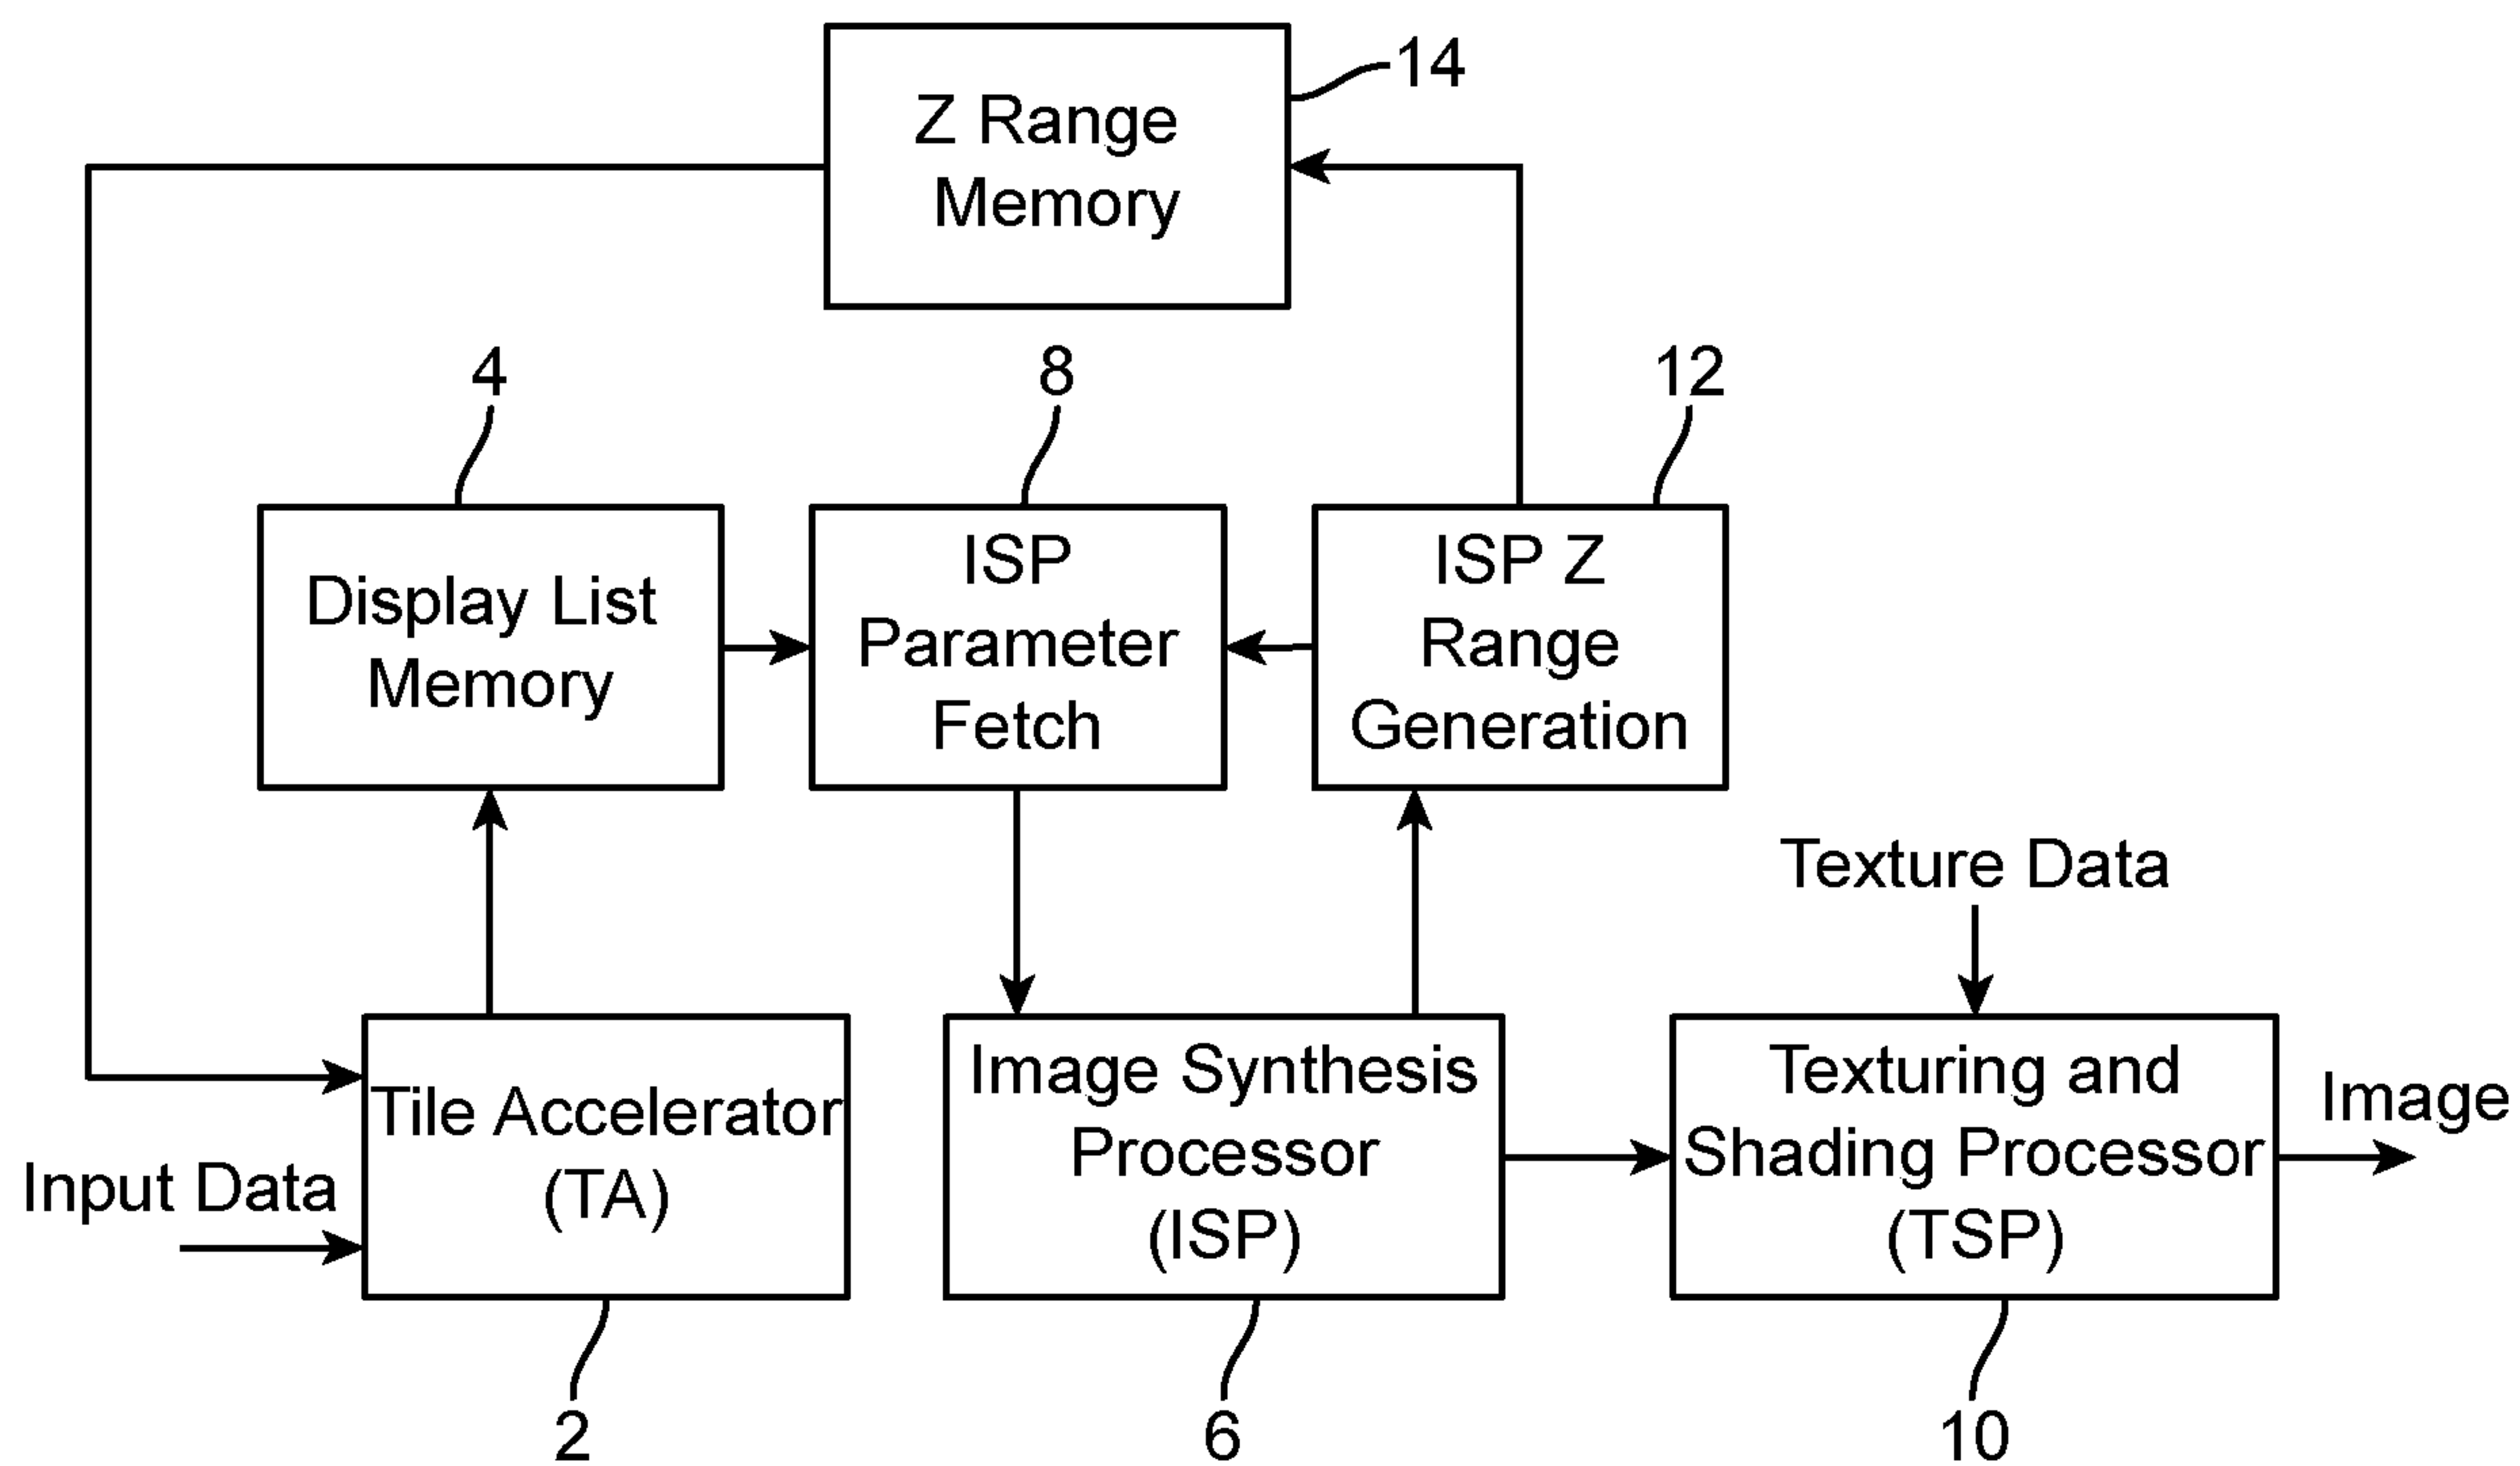 Z Range
Memory
14
4
8
12
Display List
Memory
ISP
Parameter
Fetch
ISP Z
Range
Generation
Texture Data
Input Data
Tile Accelerator
(TA)
Image Synthesis
Processor
(ISP)
Texturing and
Shading Processor
(TSP)
Image
2
6
10